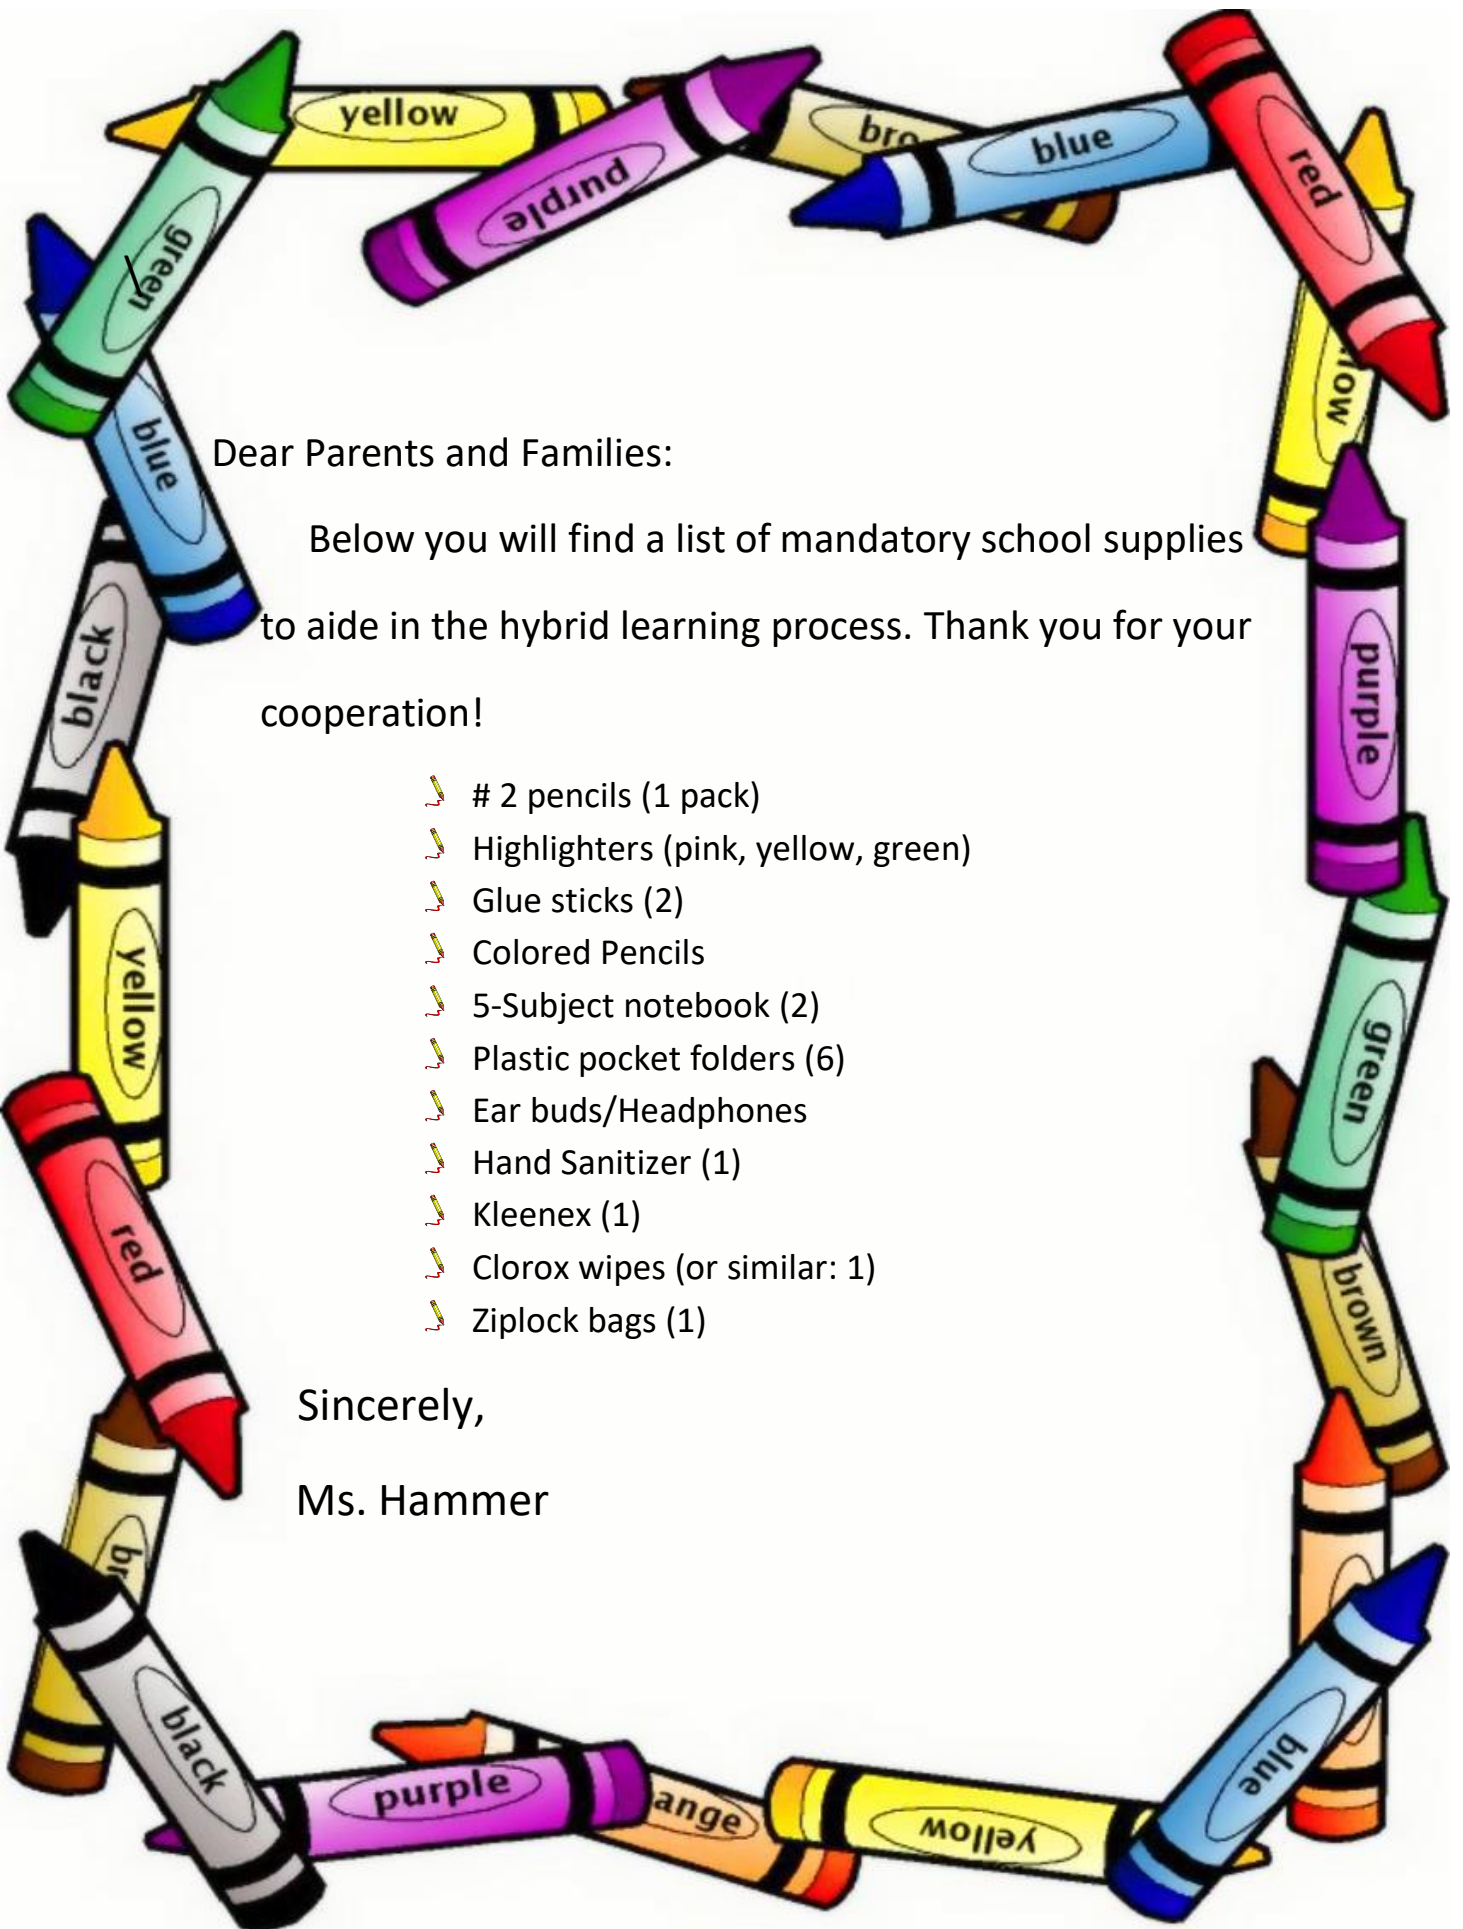 yellow
purple
bro
blue
red
green
\
low
blue
Dear Parents and Families:
Below you will find a list of mandatory school supplies
to aide in the hybrid learning process. Thank you for your
cooperation!
black
purple
# 2 pencils (1 pack)
Highlighters (pink, yellow, green)
Glue sticks (2)
Colored Pencils
5-Subject notebook (2)
Plastic pocket folders (6)
Ear buds/Headphones
Hand Sanitizer (1)
Kleenex (1)
Clorox wipes (or similar: 1)
Ziplock bags (1)
yellow
green
red
brown
Sincerely,
Ms. Hammer
br
black
purple
ange
yellow
blue